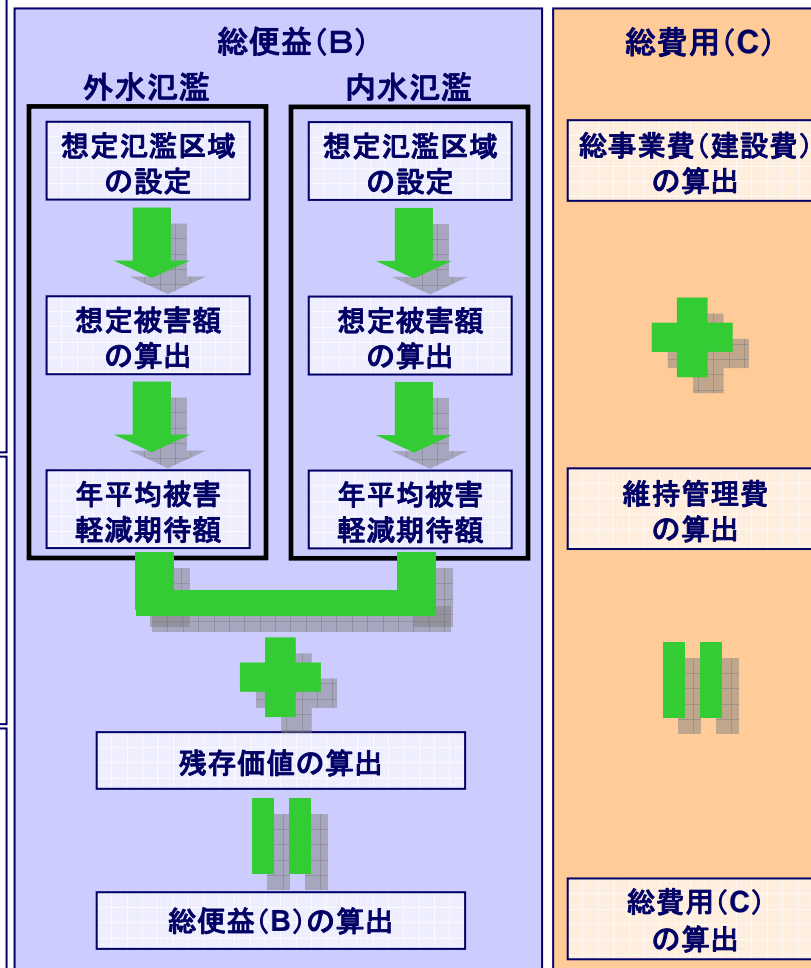 総便益(B)
外水氾濫
想定氾濫区域
の設定
想定被害額
の算出
年平均被害
軽減期待額
内水氾濫
想定氾濫区域
の設定
想定被害額
の算出
年平均被害
軽減期待額
残存価値の算出
総便益(B)の算出
総費用(C)
総事業費(建設費)
の算出
維持管理費
の算出
総費用(C)
の算出